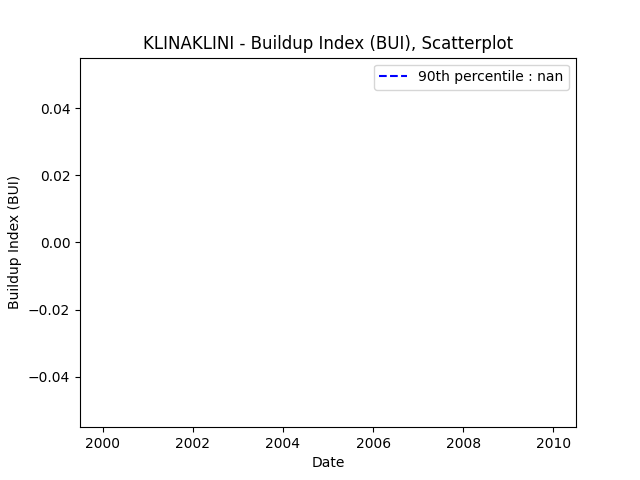 KLINAKLINI - Buildup Index (BUI), Scatterplot
90th percentile : nan
0.04
0.02
0.00
−0.02
−0.04
Buildup Index (BUI)
2000 2002 2004 2006 2008 2010
Date